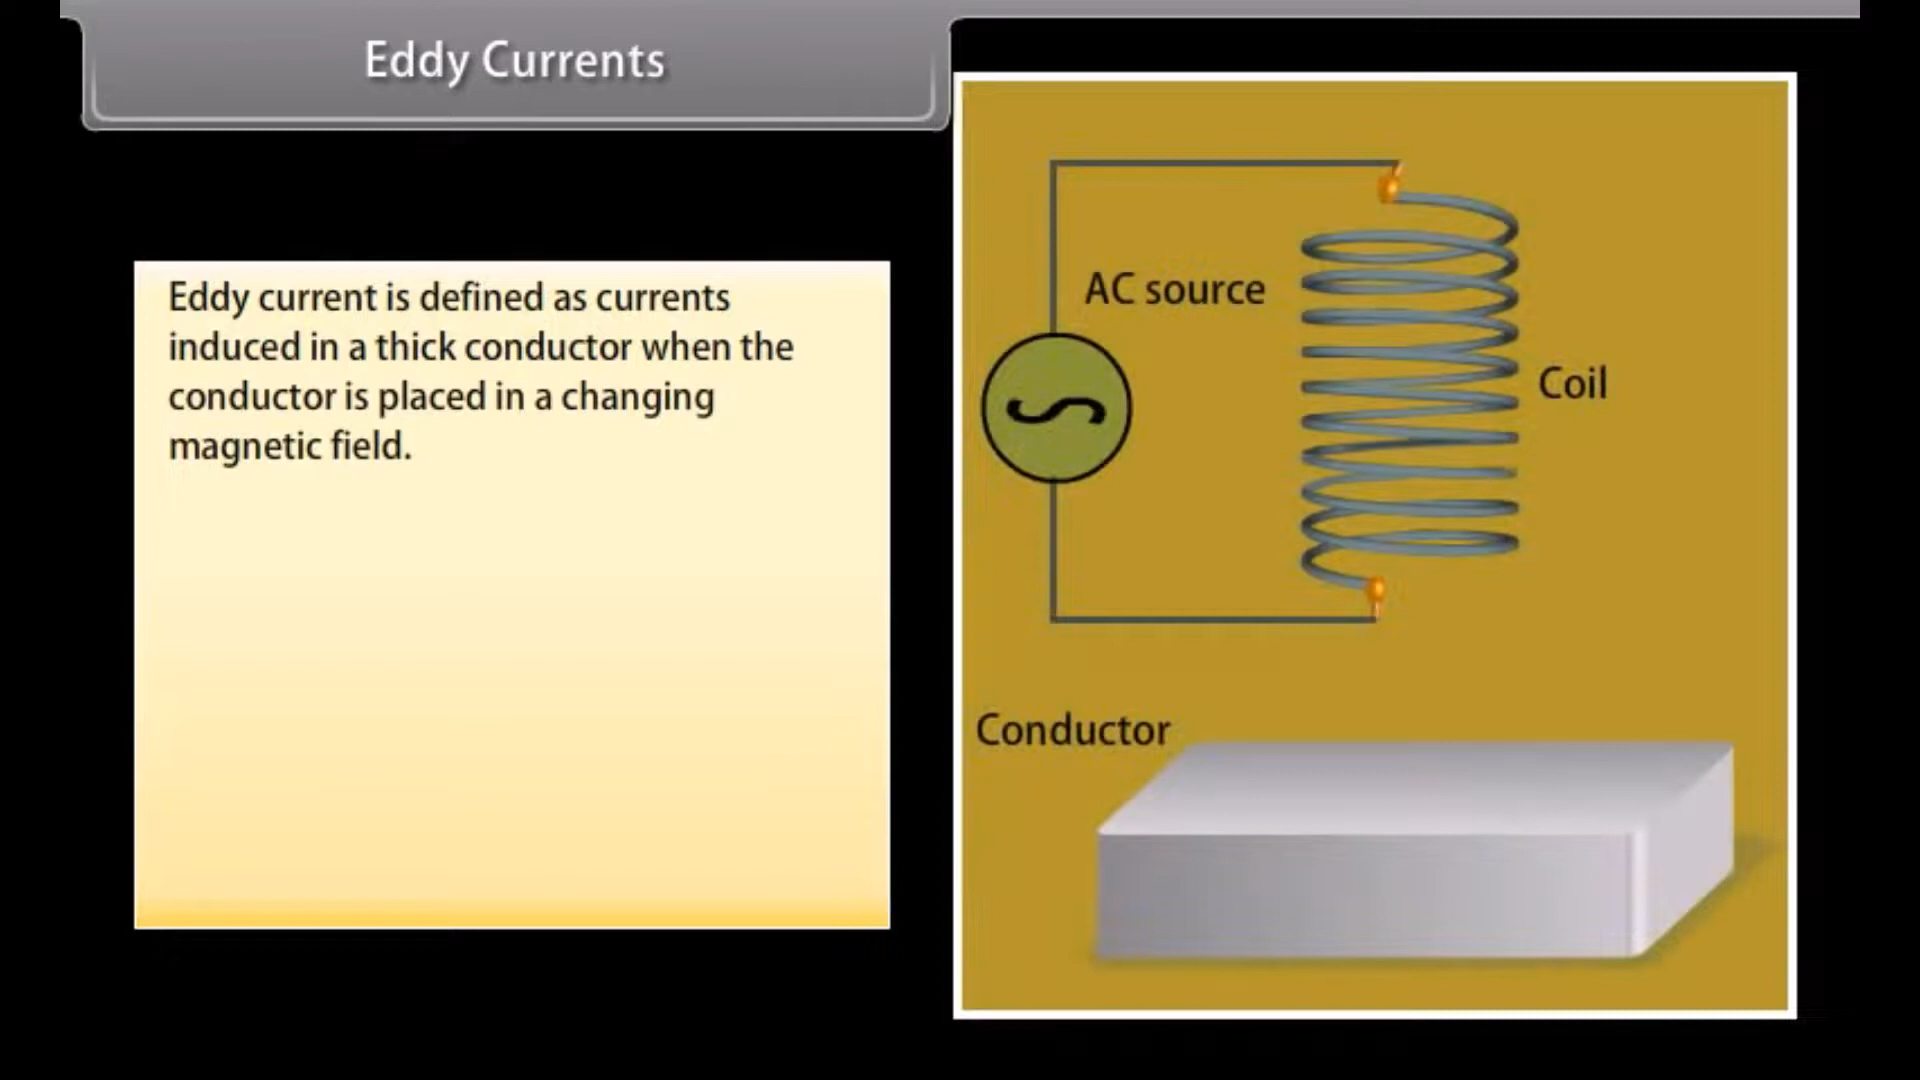 Eddy Currents
Eddy current is defined as currents
induced in a thick conductor when the
conductor is placed in a changing
magnetic field.
AC source
Coil
Conductor